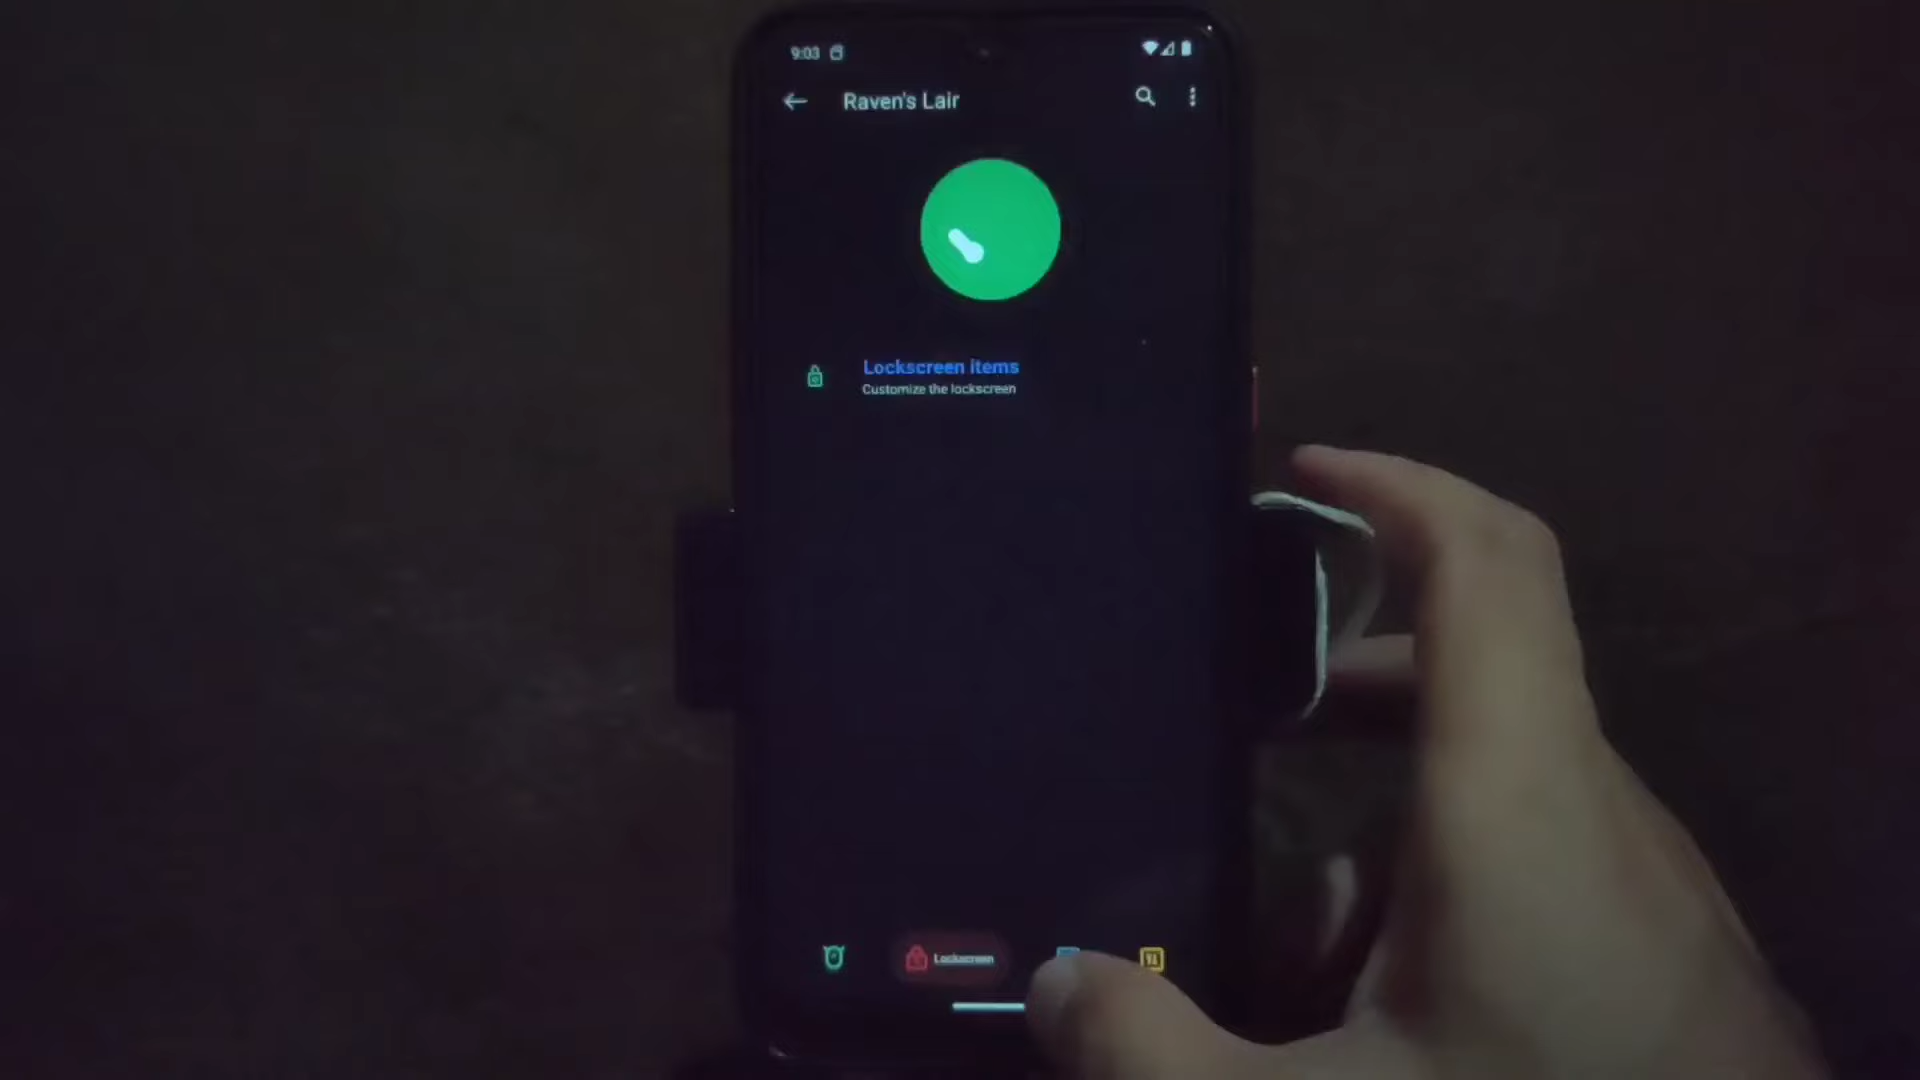 9:03
Raven's Lair
Lockscreen items
Customize the lockscreen
Lockscreen